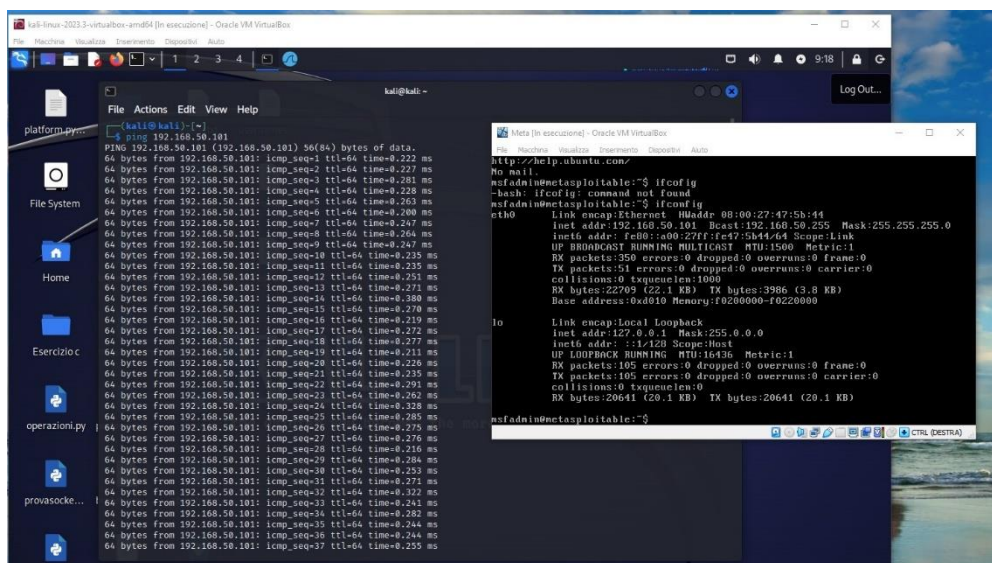 kali-linux-2023.3-virtualbox-amd64 [In esecuzione] - Oracle VM VirtualBox
File Macchina Visualizza Inserimento Dispositivi Aiuto
1 2 3 4
9:18
Log Out...
platform.py...
File System
Home
Esercizio c
operazioni.py
provasocke...
kali@kali: ~
File Actions Edit View Help
(kali㉿kali)-[~]
$ ping 192.168.50.101
PING 192.168.50.101 (192.168.50.101) 56(84) bytes of data.
64 bytes from 192.168.50.101: icmp_seq=1 ttl=64 time=0.222 ms
64 bytes from 192.168.50.101: icmp_seq=2 ttl=64 time=0.227 ms
64 bytes from 192.168.50.101: icmp_seq=3 ttl=64 time=0.281 ms
64 bytes from 192.168.50.101: icmp_seq=4 ttl=64 time=0.228 ms
64 bytes from 192.168.50.101: icmp_seq=5 ttl=64 time=0.263 ms
64 bytes from 192.168.50.101: icmp_seq=6 ttl=64 time=0.200 ms
64 bytes from 192.168.50.101: icmp_seq=7 ttl=64 time=0.247 ms
64 bytes from 192.168.50.101: icmp_seq=8 ttl=64 time=0.264 ms
64 bytes from 192.168.50.101: icmp_seq=9 ttl=64 time=0.247 ms
64 bytes from 192.168.50.101: icmp_seq=10 ttl=64 time=0.235 ms
64 bytes from 192.168.50.101: icmp_seq=11 ttl=64 time=0.235 ms
64 bytes from 192.168.50.101: icmp_seq=12 ttl=64 time=0.251 ms
64 bytes from 192.168.50.101: icmp_seq=13 ttl=64 time=0.271 ms
64 bytes from 192.168.50.101: icmp_seq=14 ttl=64 time=0.380 ms
64 bytes from 192.168.50.101: icmp_seq=15 ttl=64 time=0.270 ms
64 bytes from 192.168.50.101: icmp_seq=16 ttl=64 time=0.219 ms
64 bytes from 192.168.50.101: icmp_seq=17 ttl=64 time=0.272 ms
64 bytes from 192.168.50.101: icmp_seq=18 ttl=64 time=0.277 ms
64 bytes from 192.168.50.101: icmp_seq=19 ttl=64 time=0.211 ms
64 bytes from 192.168.50.101: icmp_seq=20 ttl=64 time=0.226 ms
64 bytes from 192.168.50.101: icmp_seq=21 ttl=64 time=0.235 ms
64 bytes from 192.168.50.101: icmp_seq=22 ttl=64 time=0.291 ms
64 bytes from 192.168.50.101: icmp_seq=23 ttl=64 time=0.262 ms
64 bytes from 192.168.50.101: icmp_seq=24 ttl=64 time=0.328 ms
64 bytes from 192.168.50.101: icmp_seq=25 ttl=64 time=0.285 ms
64 bytes from 192.168.50.101: icmp_seq=26 ttl=64 time=0.275 ms
64 bytes from 192.168.50.101: icmp_seq=27 ttl=64 time=0.276 ms
64 bytes from 192.168.50.101: icmp_seq=28 ttl=64 time=0.216 ms
64 bytes from 192.168.50.101: icmp_seq=29 ttl=64 time=0.284 ms
64 bytes from 192.168.50.101: icmp_seq=30 ttl=64 time=0.253 ms
64 bytes from 192.168.50.101: icmp_seq=31 ttl=64 time=0.271 ms
64 bytes from 192.168.50.101: icmp_seq=32 ttl=64 time=0.322 ms
64 bytes from 192.168.50.101: icmp_seq=33 ttl=64 time=0.241 ms
64 bytes from 192.168.50.101: icmp_seq=34 ttl=64 time=0.282 ms
64 bytes from 192.168.50.101: icmp_seq=35 ttl=64 time=0.244 ms
64 bytes from 192.168.50.101: icmp_seq=36 ttl=64 time=0.244 ms
64 bytes from 192.168.50.101: icmp_seq=37 ttl=64 time=0.255 ms
Meta [In esecuzione] - Oracle VM VirtualBox
File Macchina Visualizza Inserimento Dispositivi Aiuto
http://help.ubuntu.com/
No mail.
msfadmin@metasploitable:~$ ifcofig
-bash: ifcofig: command not found
msfadmin@metasploitable:~$ ifconfig
eth0 Link encap:Ethernet HWaddr 08:00:27:47:5b:44
inet addr:192.168.50.101 Bcast:192.168.50.255 Mask:255.255.255.0
inet6 addr: fe80::a00:27ff:fe47:5b44/64 Scope:Link
UP BROADCAST RUNNING MULTICAST MTU:1500 Metric:1
RX packets:350 errors:0 dropped:0 overruns:0 frame:0
TX packets:51 errors:0 dropped:0 overruns:0 carrier:0
collisions:0 txqueuelen:1000
RX bytes:22709 (22.1 KB) TX bytes:3986 (3.8 KB)
Base address:0xd010 Memory:f0200000-f0220000
lo Link encap:Local Loopback
inet addr:127.0.0.1 Mask:255.0.0.0
inet6 addr: ::1/128 Scope:Host
UP LOOPBACK RUNNING MTU:16436 Metric:1
RX packets:105 errors:0 dropped:0 overruns:0 frame:0
TX packets:105 errors:0 dropped:0 overruns:0 carrier:0
collisions:0 txqueuelen:0
RX bytes:20641 (20.1 KB) TX bytes:20641 (20.1 KB)
msfadmin@metasploitable:~$
CTRL (DESTRA)